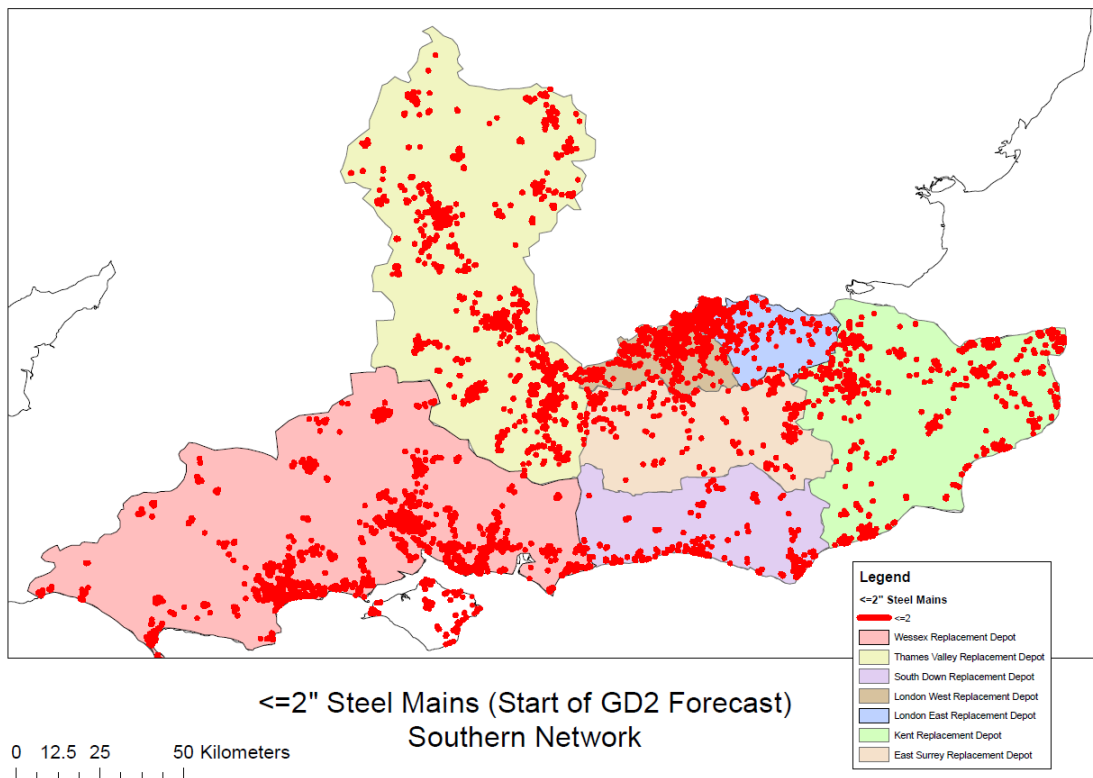 Legend
<=2" Steel Mains
<=2
Wessex Replacement Depot
Thames Valley Replacement Depot
South Down Replacement Depot
London West Replacement Depot
London East Replacement Depot
Kent Replacement Depot
East Surrey Replacement Depot
<=2" Steel Mains (Start of GD2 Forecast)
Southern Network
0 12.5 25 50 Kilometers